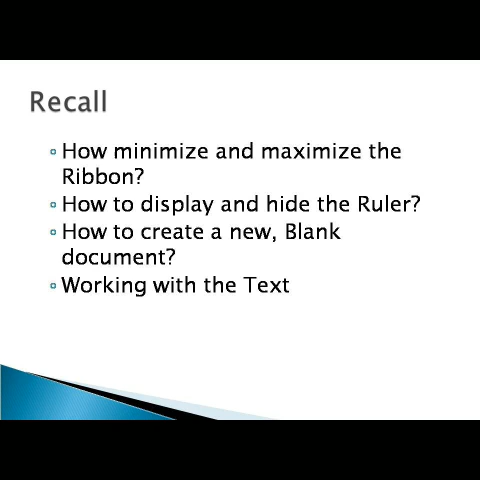 Recall
How minimize and maximize the
Ribbon?
How to display and hide the Ruler?
How to create a new, Blank
document?
Working with the Text